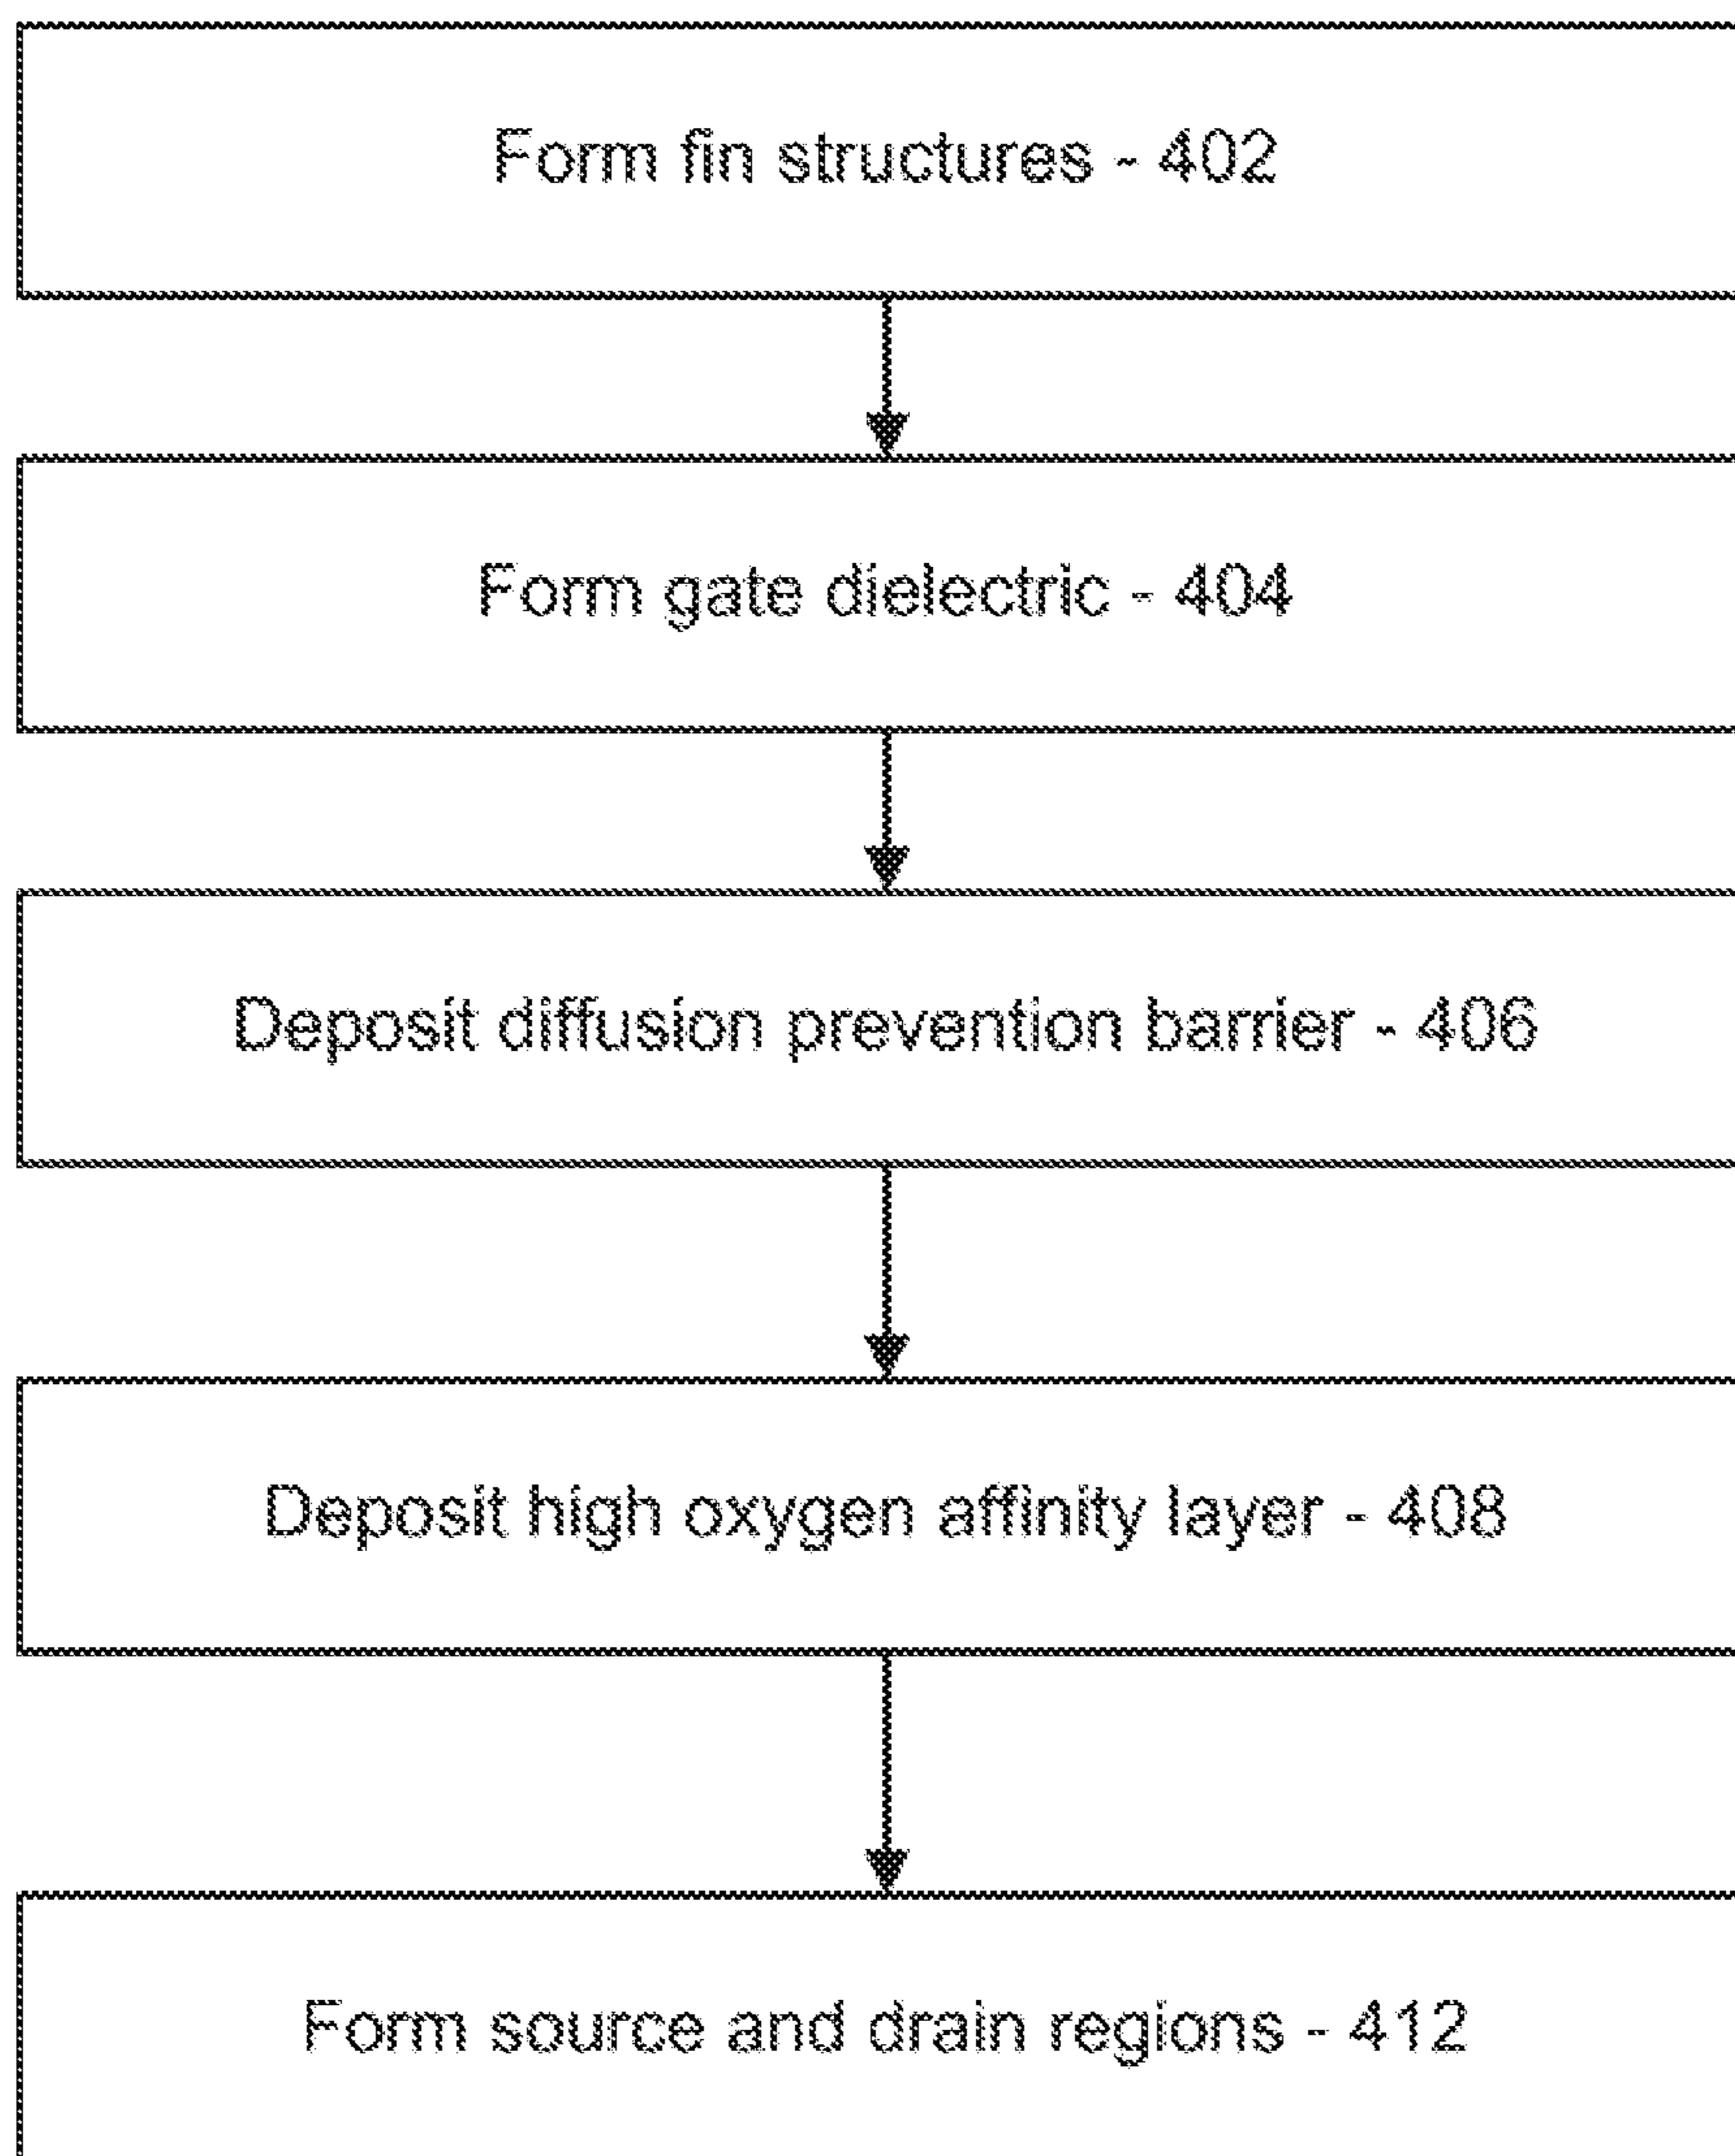 Form fin structures - 402
Form gate dielectric - 404
Deposit diffusion prevention barrier - 406
Deposit high oxygen affinity layer - 408
Form source and drain regions - 412